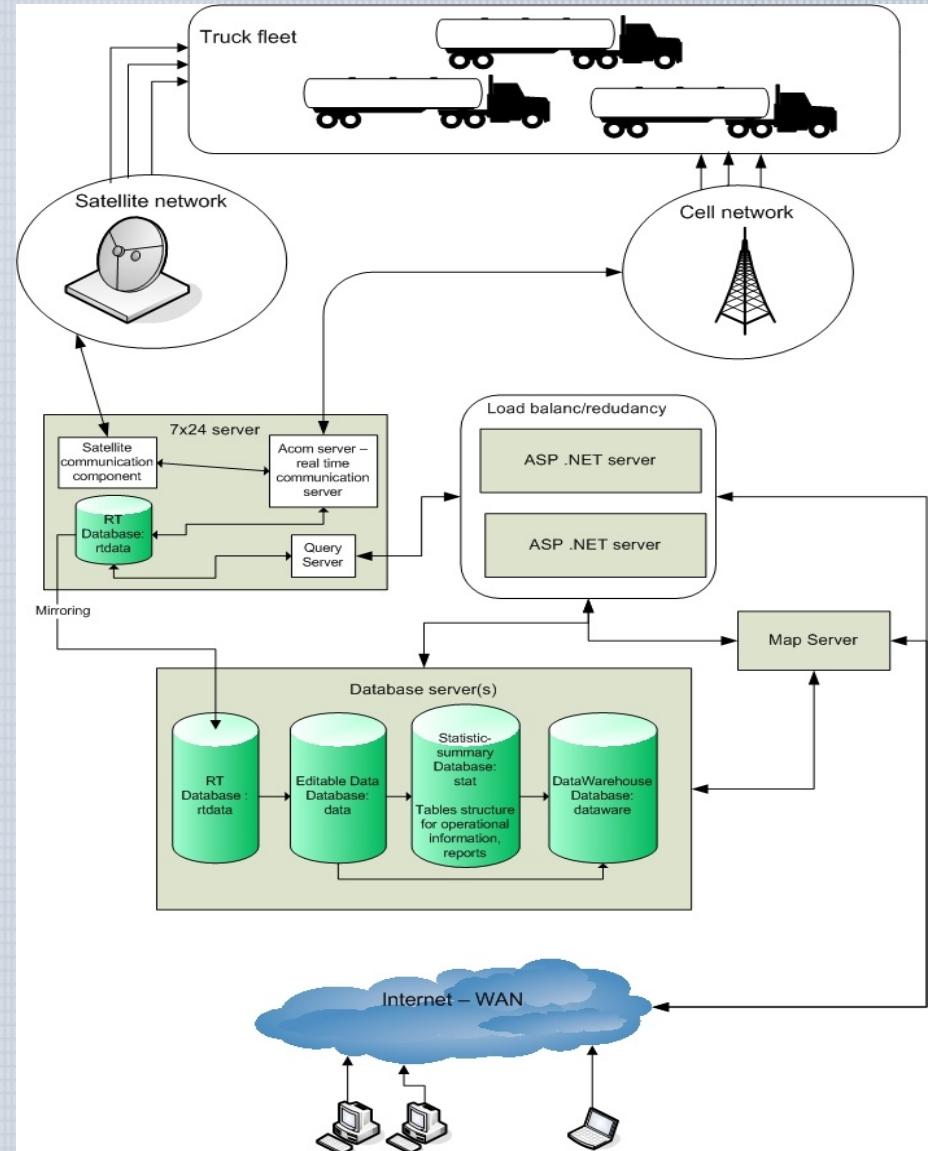 Truck fleet
Satellite network
Cell network
7x24 server
Satellite
communication
component
Acom server –
real time
communication
server
RT
Database:
rtdata
Query
Server
Load balanc/redudancy
ASP .NET server
ASP .NET server
Mirroring
Map Server
Database server(s)
RT
Database :
rtdata
Editable Data
Database:
data
Statistic-
summary
Database:
stat
Tables structure
for operational
information,
reports
DataWarehouse
Database:
dataware
Internet – WAN